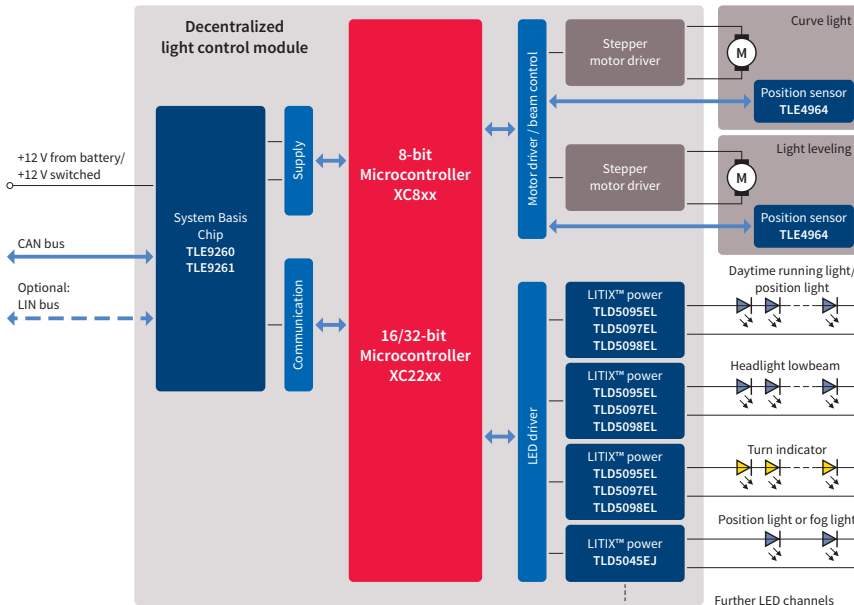 Decentralized
light control module
+12 V from battery/
+12 V switched
CAN bus
Optional:
LIN bus
System Basis
Chip
TLE9260
TLE9261
Supply
Communication
8-bit
Microcontroller
XC8xx
16/32-bit
Microcontroller
XC22xx
Motor driver / beam control
LED driver
Stepper
motor driver
M
Curve light
Position sensor
TLE4964
Stepper
motor driver
M
Light leveling
Position sensor
TLE4964
LITIX™ power
TLD5095EL
TLD5097EL
TLD5098EL
Daytime running light/
position light
LITIX™ power
TLD5095EL
TLD5097EL
TLD5098EL
Headlight lowbeam
LITIX™ power
TLD5095EL
TLD5097EL
TLD5098EL
Turn indicator
LITIX™ power
TLD5045EJ
Position light or fog light
Further LED channels